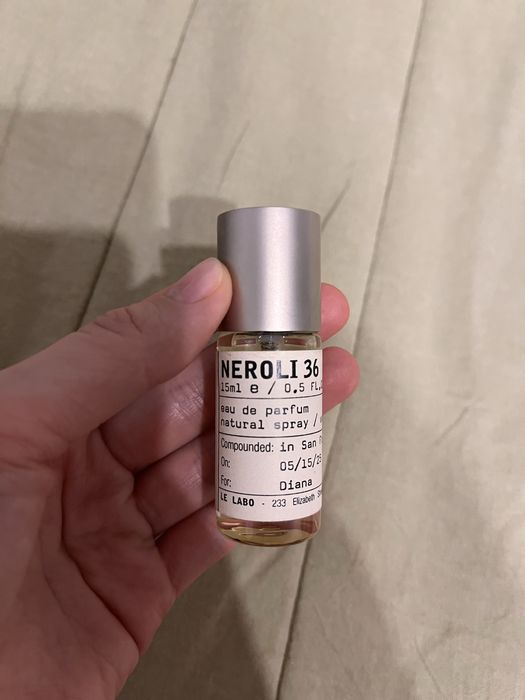 NEROLI 36
15ml e / 0.5 FL.
eau de parfum
natural spray /
Compounded: in San
On: 05/15/2
For: Diana
LE LABO - 233 Elizabeth